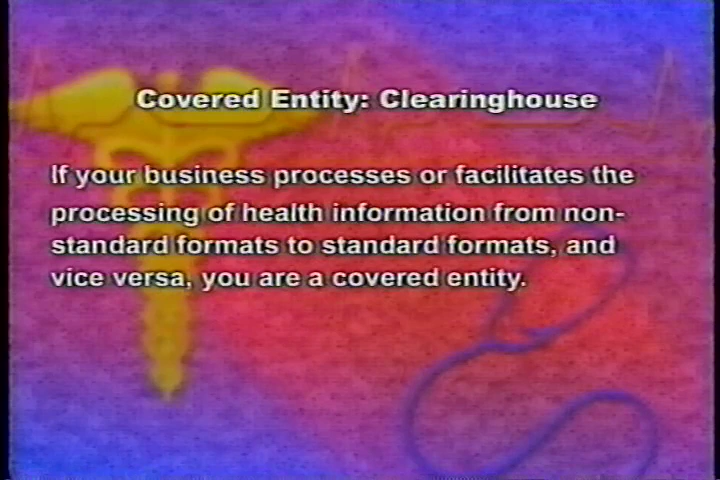 Covered Entity: Clearinghouse
If your business processes or facilitates the
processing of health information from non-
standard formats to standard formats, and
vice versa, you are a covered entity.